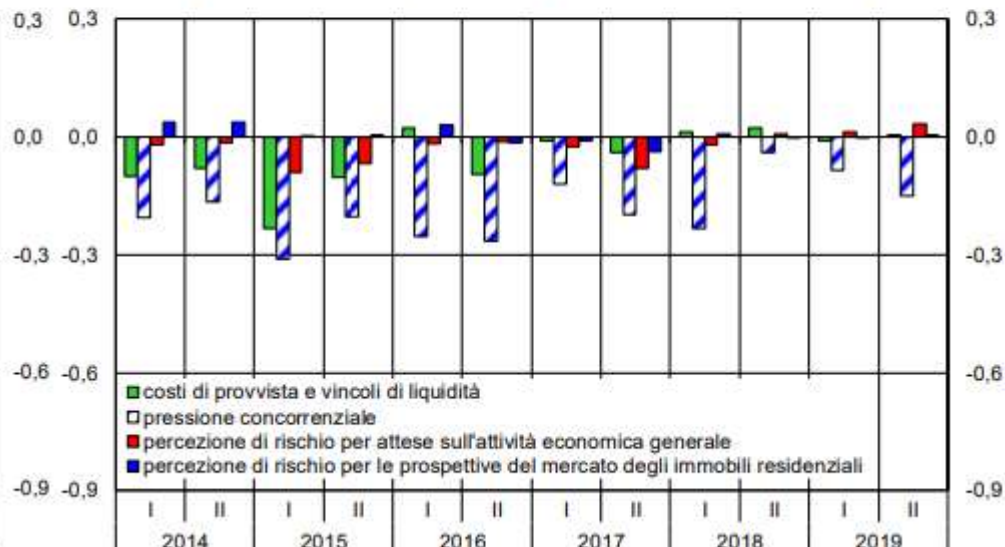 0,3 0,3 0,3
0,0 0,0 0,0
-0,3 -0,3 -0,3
-0,6 -0,6 -0,6
costi di provvista e vincoli di liquidità
pressione concorrenziale
percezione di rischio per attese sull'attività economica generale
percezione di rischio per le prospettive del mercato degli immobili residenziali
-0,9 -0,9 -0,9
I II I II I II I II I II I II
2014 2015 2016 2017 2018 2019